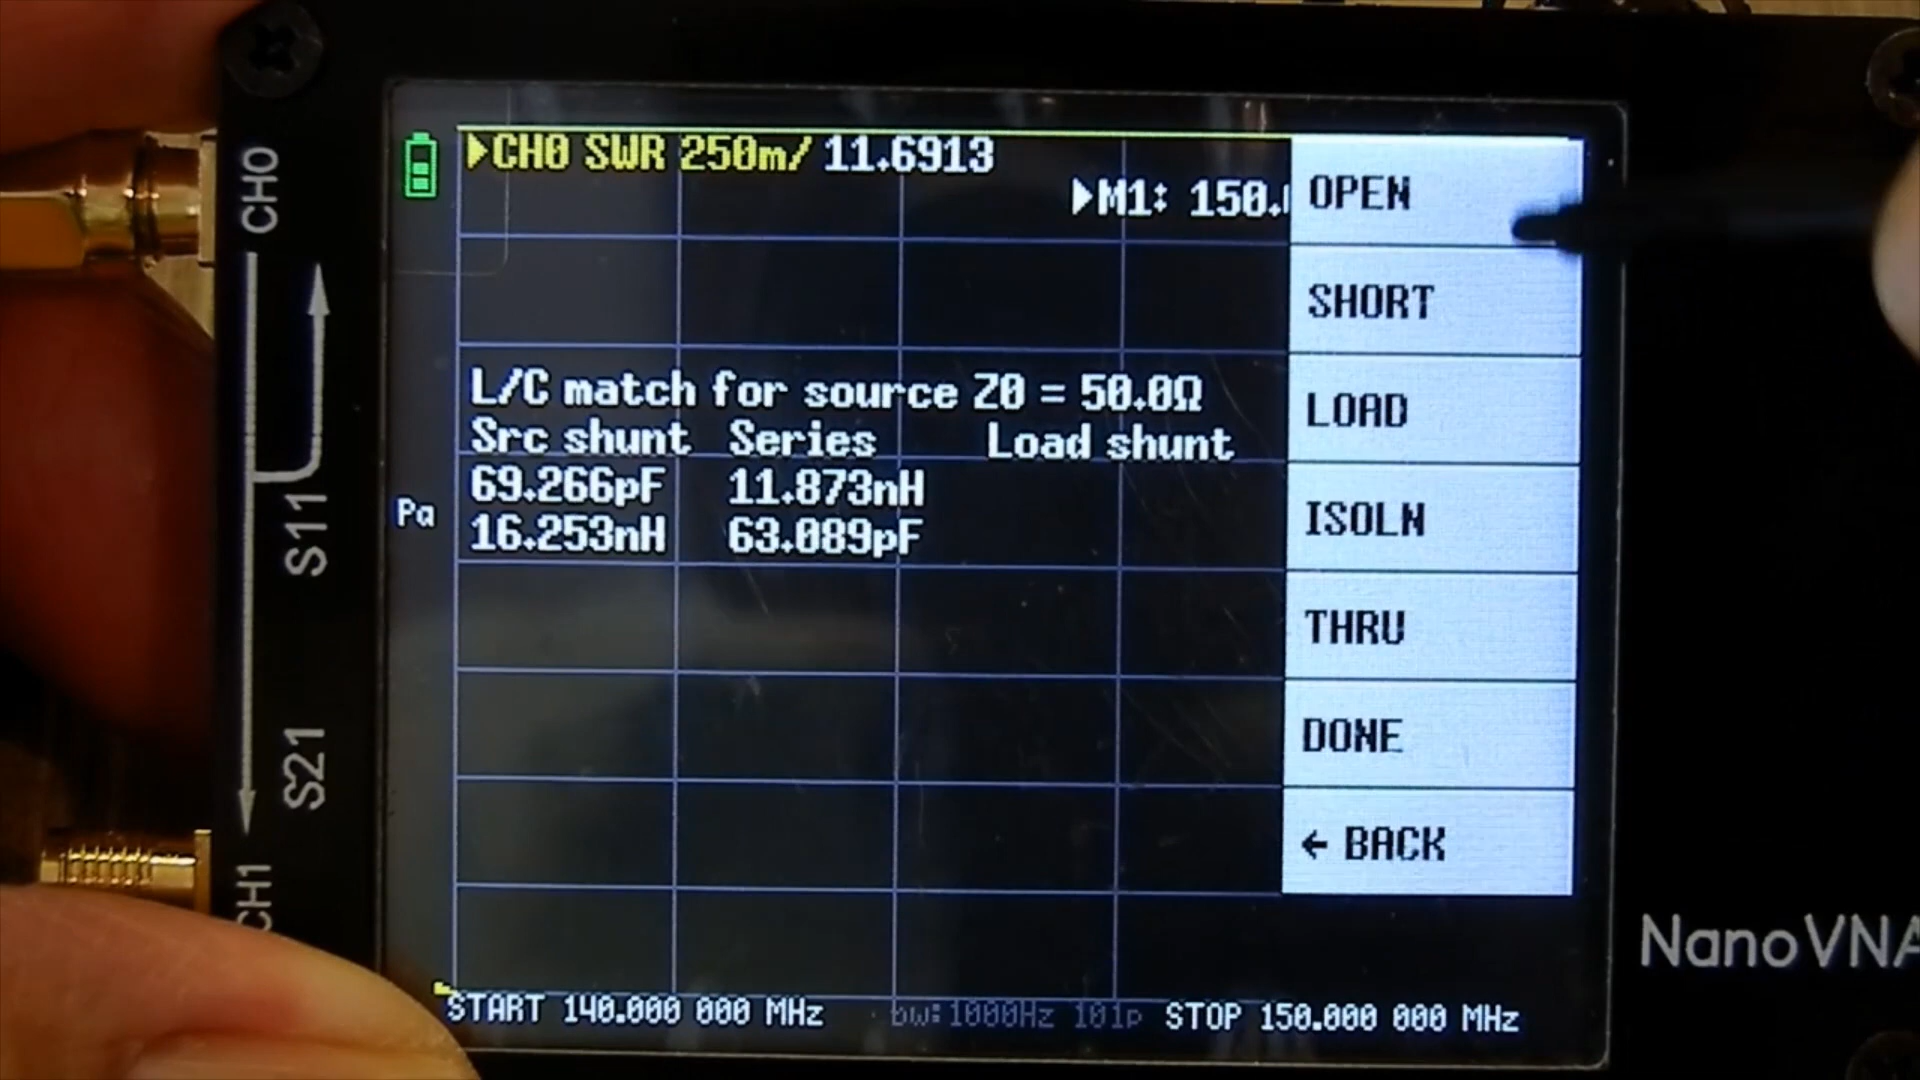 CH0 SWR 250m/ 11.6913
M1: 150.
L/C match for source Z0 = 50.0Ω
Src shunt Series Load shunt
69.266pF 11.873nH
16.253nH 63.089pF
Pa
START 140.000 000 MHz bw:1000Hz 101p STOP 150.000 000 MHz
OPEN
SHORT
LOAD
ISOLN
THRU
DONE
← BACK
CH0
S11
S21
CH1
NanoVNA